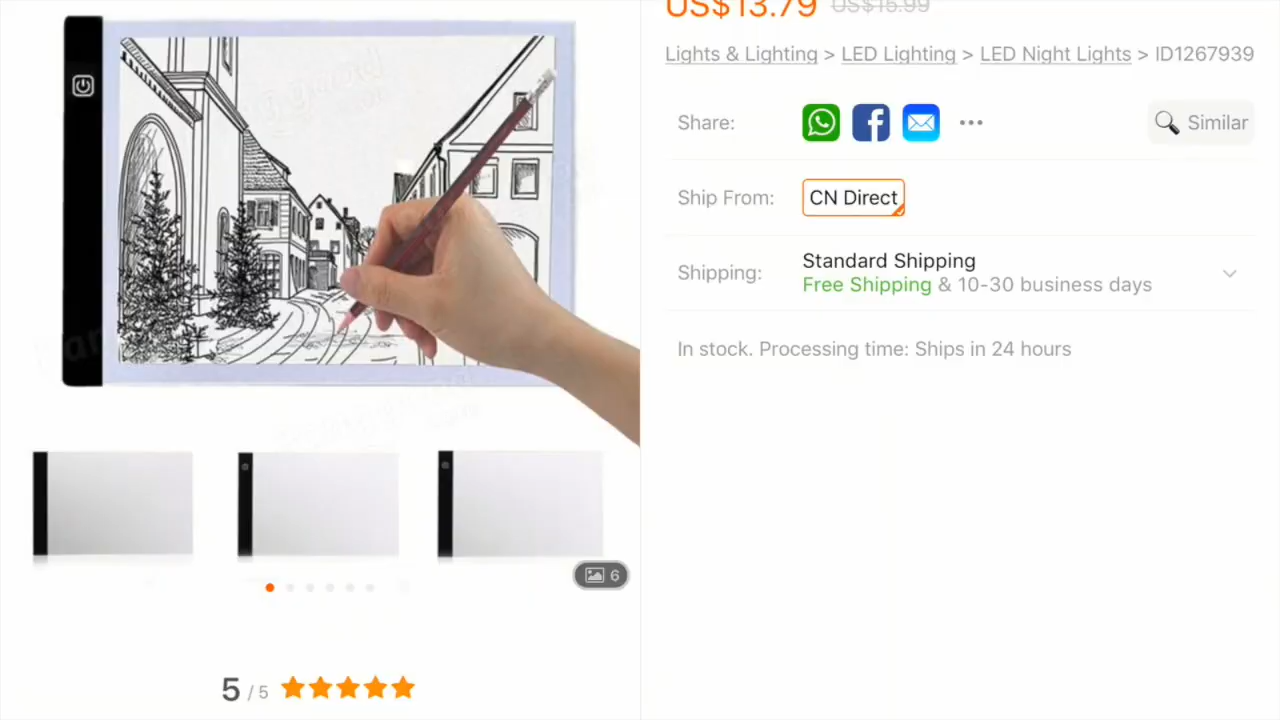 US$13.79 US$15.99
Lights & Lighting > LED Lighting > LED Night Lights > ID1267939
Share:
Similar
Ship From:
CN Direct
Shipping:
Standard Shipping
Free Shipping & 10-30 business days
In stock. Processing time: Ships in 24 hours
6
5 / 5